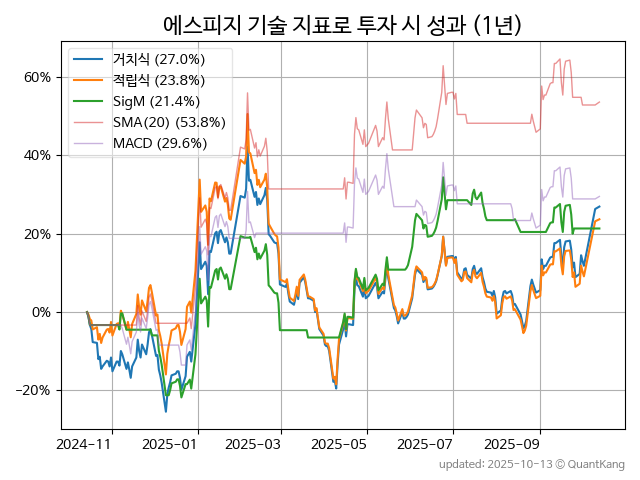 에스피지 기술 지표로 투자 시 성과 (1년)
거치식 (27.0%)
적립식 (23.8%)
SigM (21.4%)
SMA(20) (53.8%)
MACD (29.6%)
60%
40%
20%
0%
−20%
2024-11 2025-01 2025-03 2025-05 2025-07 2025-09
updated: 2025-10-13 © QuantKang